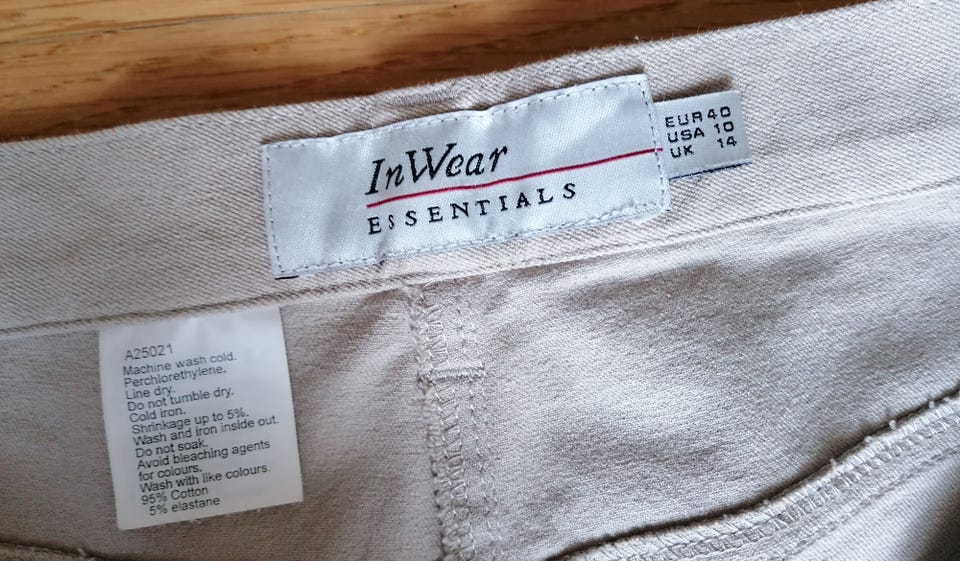 InWear
ESSENTIALS
EUR 40
USA 10
UK 14
A25021
Machine wash cold.
Perchlorethylene.
Line dry.
Do not tumble dry.
Cold iron.
Shrinkage up to 5%.
Wash and iron inside out.
Do not soak.
Avoid bleaching agents
for colours.
Wash with like colours.
95% Cotton
5% elastane